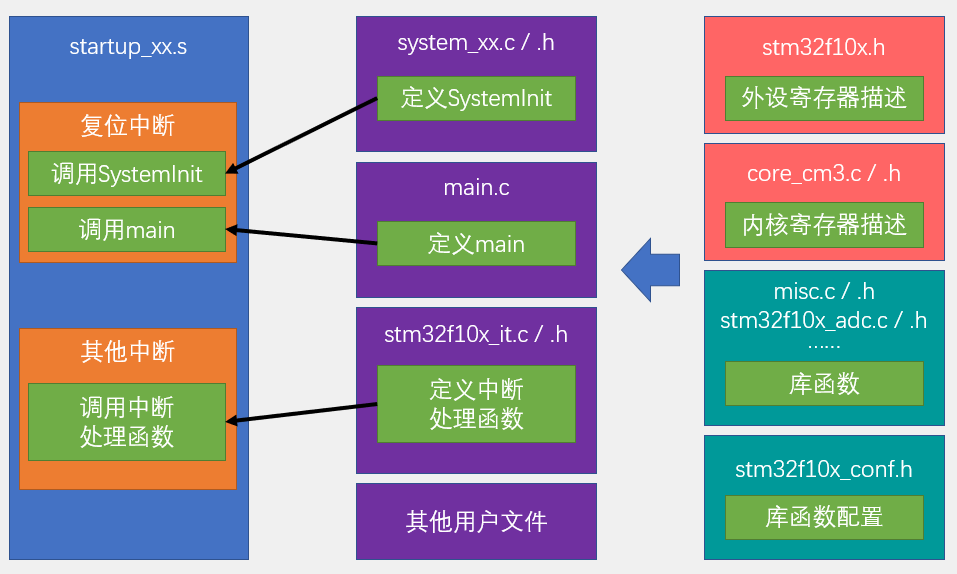 startup_xx.s
复位中断
调用SystemInit
调用main
其他中断
调用中断
处理函数
system_xx.c / .h
定义SystemInit
main.c
定义main
stm32f10x_it.c / .h
定义中断
处理函数
其他用户文件
stm32f10x.h
外设寄存器描述
core_cm3.c / .h
内核寄存器描述
misc.c / .h
stm32f10x_adc.c / .h
……
库函数
stm32f10x_conf.h
库函数配置